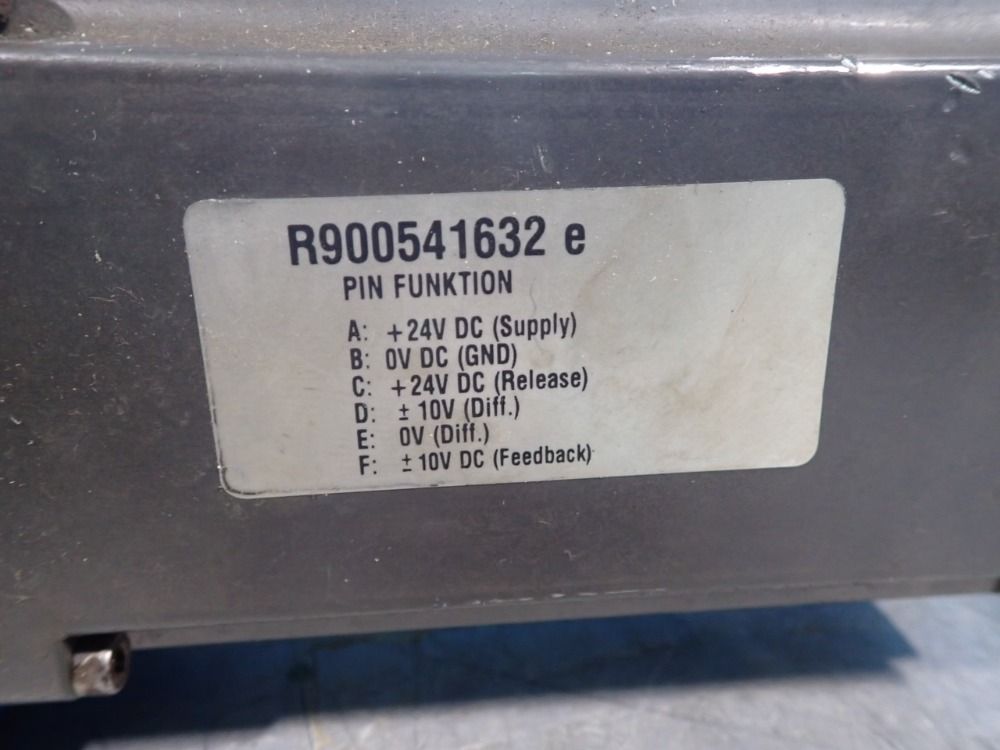 R900541632 e
PIN FUNKTION
A: +24V DC (Supply)
B: 0V DC (GND)
C: +24V DC (Release)
D: ± 10V (Diff.)
E: 0V (Diff.)
F: ±10V DC (Feedback)